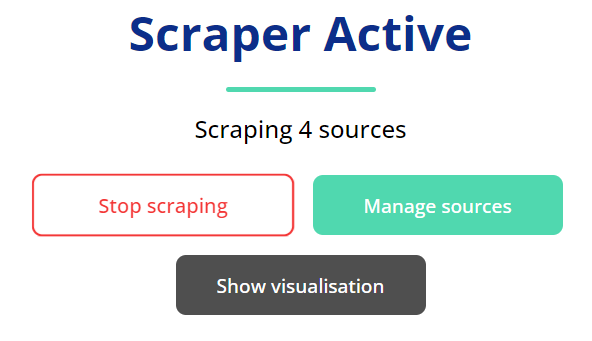 Scraper Active
Scraping 4 sources
Stop scraping
Manage sources
Show visualisation